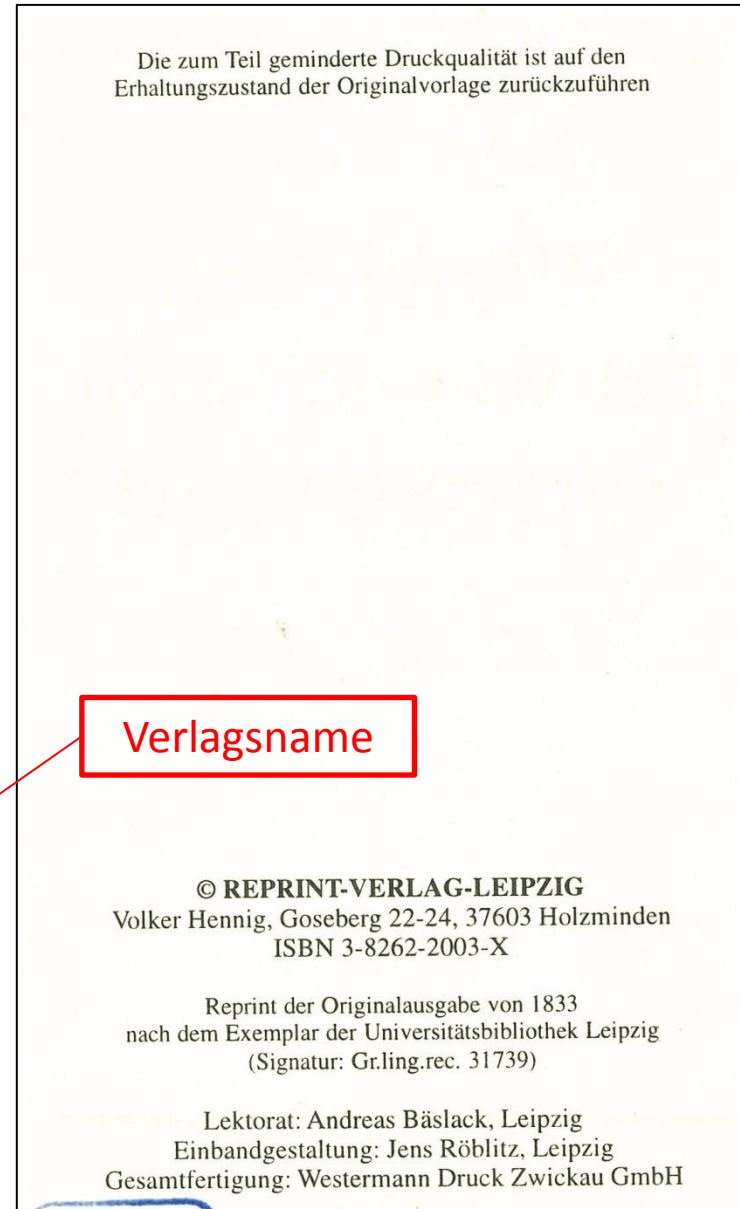 Die zum Teil geminderte Druckqualität ist auf den
Erhaltungszustand der Originalvorlage zurückzuführen
Verlagsname
© REPRINT-VERLAG-LEIPZIG
Volker Hennig, Goseberg 22-24, 37603 Holzminden
ISBN 3-8262-2003-X
Reprint der Originalausgabe von 1833
nach dem Exemplar der Universitätsbibliothek Leipzig
(Signatur: Gr.ling.rec. 31739)
Lektorat: Andreas Bäslack, Leipzig
Einbandgestaltung: Jens Röblitz, Leipzig
Gesamtfertigung: Westermann Druck Zwickau GmbH